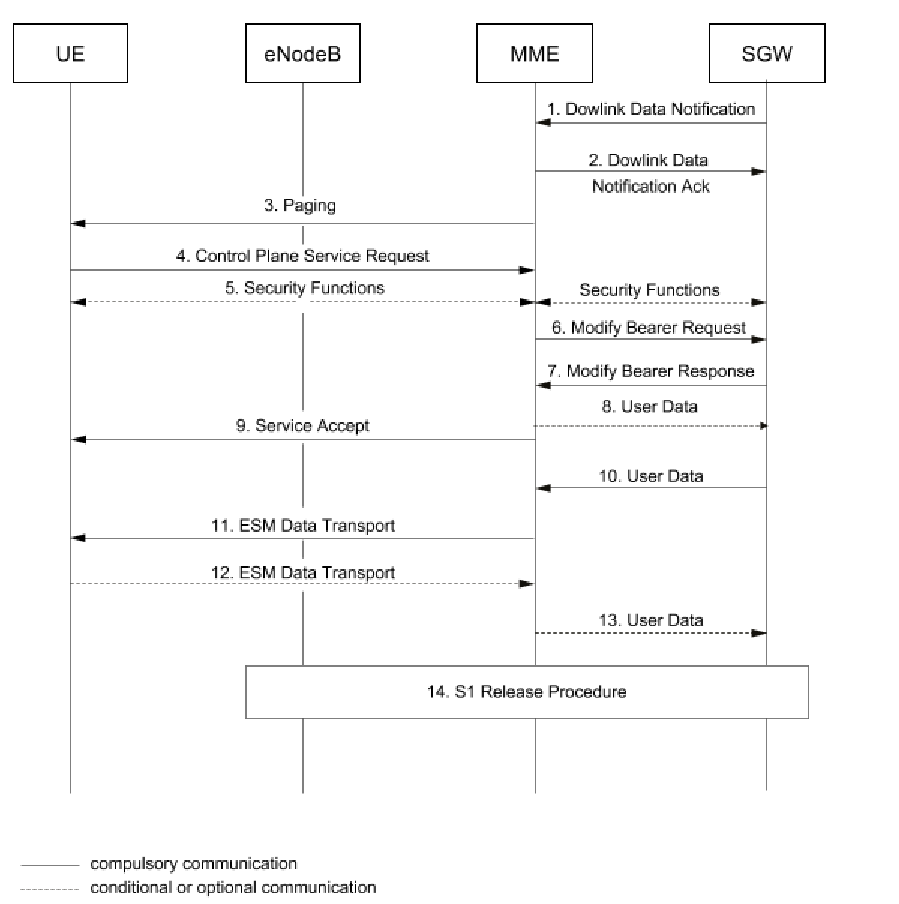 UE
eNodeB
MME
SGW
1. Dowlink Data Notification
2. Dowlink Data
Notification Ack
3. Paging
4. Control Plane Service Request
5. Security Functions
Security Functions
6. Modify Bearer Request
7. Modify Bearer Response
8. User Data
9. Service Accept
10. User Data
11. ESM Data Transport
12. ESM Data Transport
13. User Data
14. S1 Release Procedure
compulsory communication
conditional or optional communication